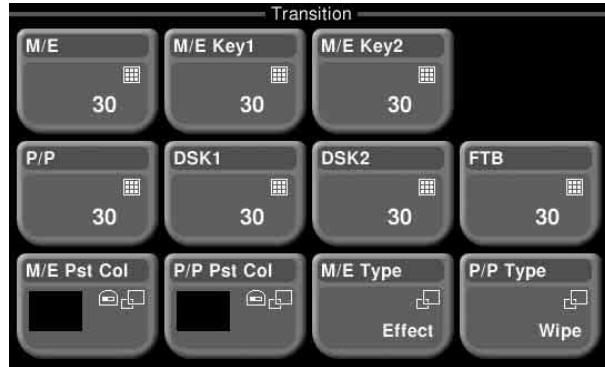 Transition
M/E M/E Key1 M/E Key2
30 30 30
P/P DSK1 DSK2 FTB
30 30 30 30
M/E Pst Col P/P Pst Col M/E Type P/P Type
Effect Wipe